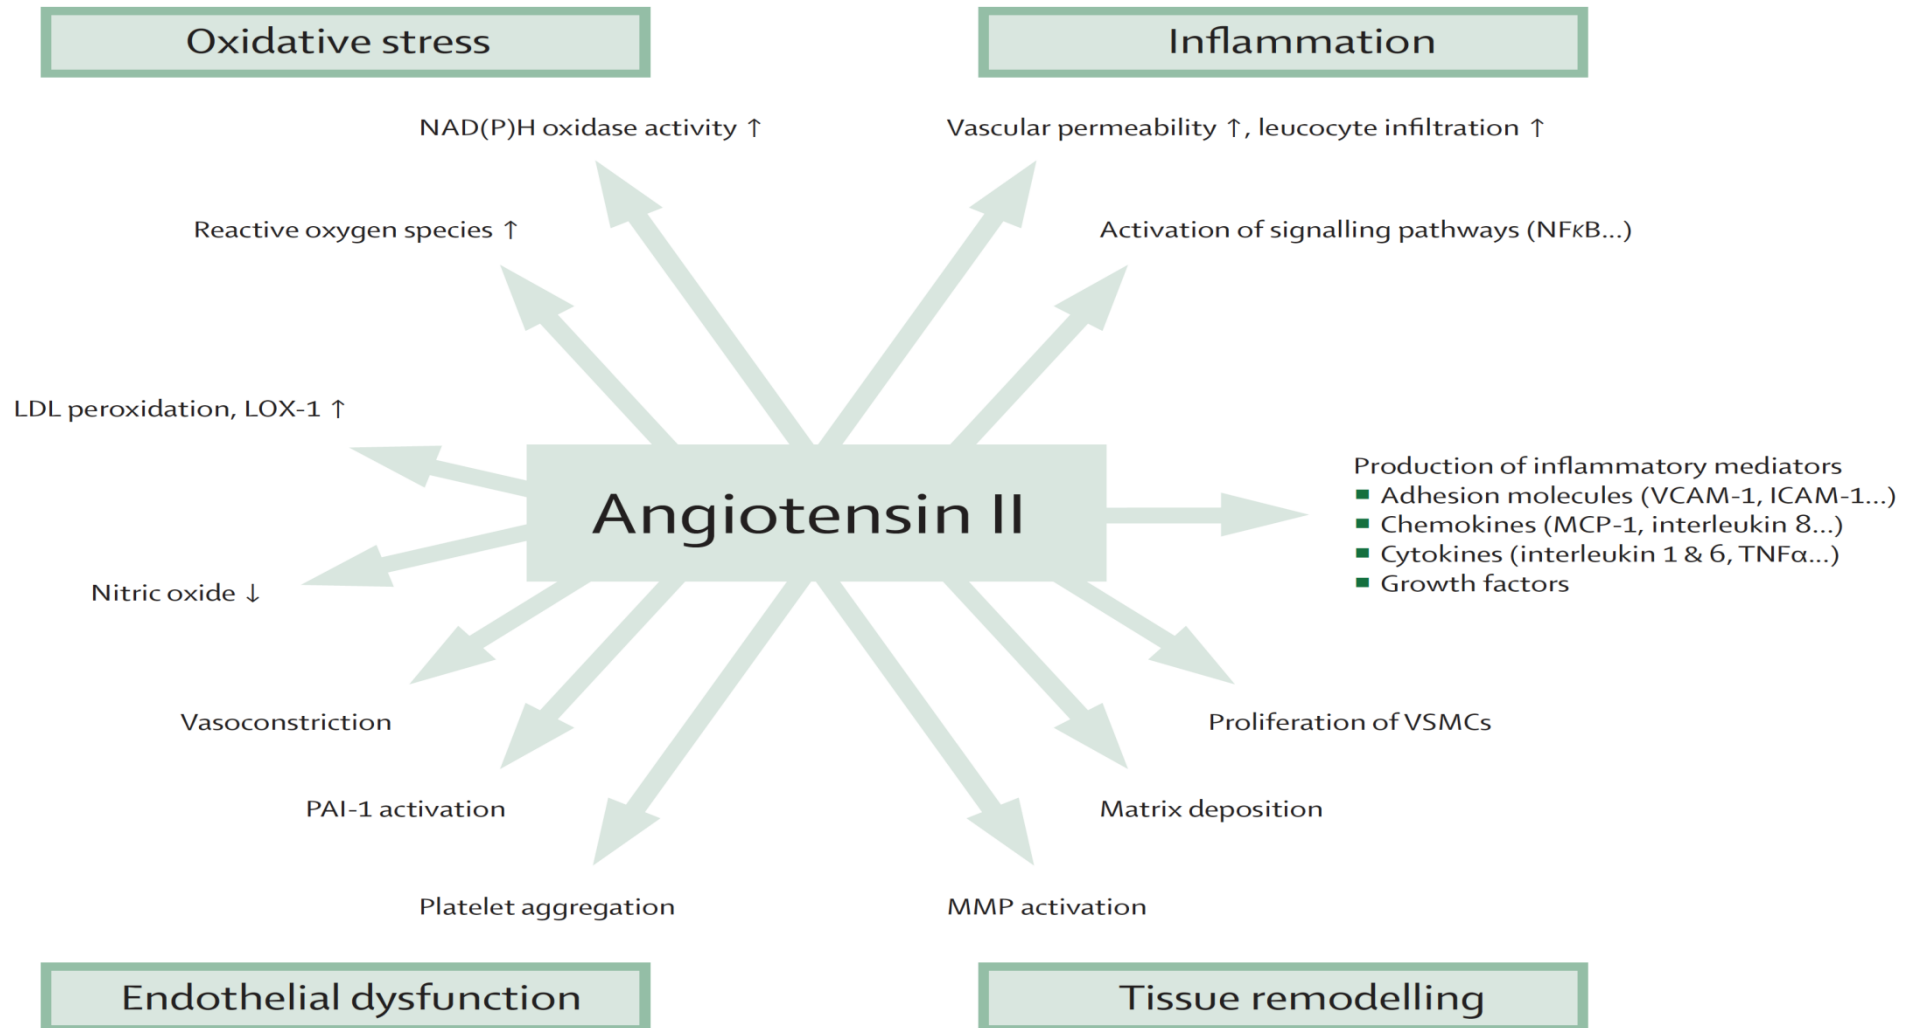 Oxidative stress
Inflammation
NAD(P)H oxidase activity ↑
Vascular permeability ↑, leucocyte infiltration ↑
Reactive oxygen species ↑
Activation of signalling pathways (NFκB...)
LDL peroxidation, LOX-1 ↑
Angiotensin II
Production of inflammatory mediators
■ Adhesion molecules (VCAM-1, ICAM-1...)
■ Chemokines (MCP-1, interleukin 8...)
■ Cytokines (interleukin 1 & 6, TNFα...)
■ Growth factors
Nitric oxide ↓
Vasoconstriction
Proliferation of VSMCs
PAI-1 activation
Matrix deposition
Platelet aggregation
MMP activation
Endothelial dysfunction
Tissue remodelling